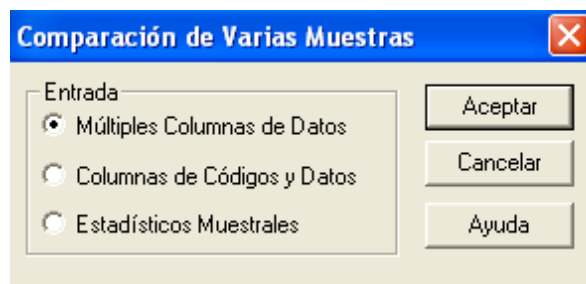 Comparación de Varias Muestras
Entrada
Múltiples Columnas de Datos
Columnas de Códigos y Datos
Estadísticos Muestrales
Aceptar
Cancelar
Ayuda